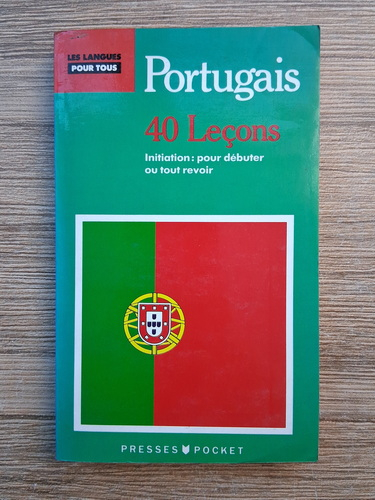 LES LANGUES
POUR TOUS
Portugais
40 Leçons
Initiation: pour débuter
ou tout revoir
PRESSES POCKET